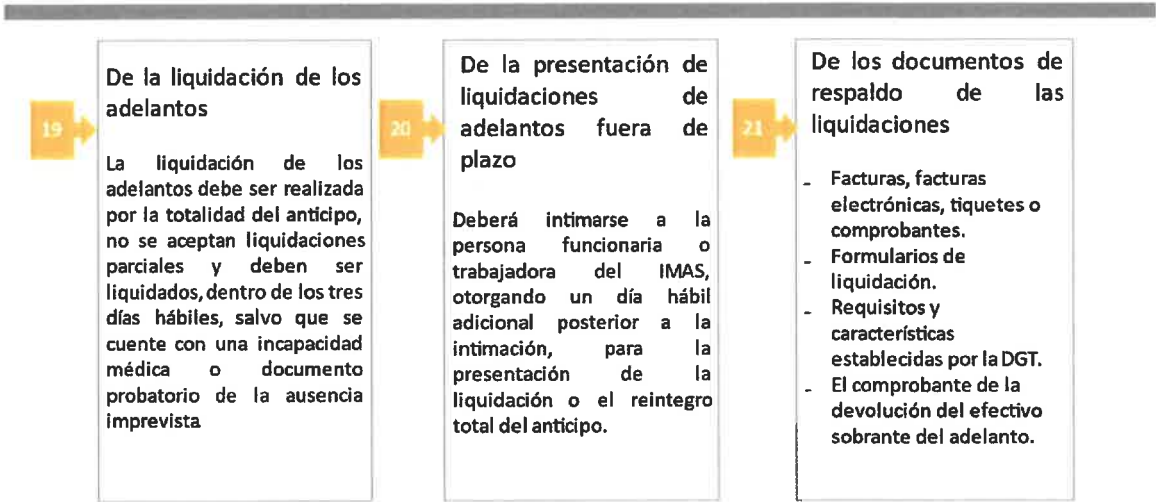 19
De la liquidación de los
adelantos
La liquidación de los
adelantos debe ser realizada
por la totalidad del anticipo,
no se aceptan liquidaciones
parciales y deben ser
liquidados, dentro de los tres
días hábiles, salvo que se
cuente con una incapacidad
médica o documento
probatorio de la ausencia
imprevista
20
De la presentación de
liquidaciones de
adelantos fuera de
plazo
Deberá intimarse a la
persona funcionaria o
trabajadora del IMAS,
otorgando un día hábil
adicional posterior a la
intimación, para la
presentación de la
liquidación o el reintegro
total del anticipo.
21
De los documentos de
respaldo de las
liquidaciones
- Facturas, facturas
electrónicas, tiquetes o
comprobantes.
- Formularios de
liquidación.
- Requisitos y
características
establecidas por la DGT.
- El comprobante de la
devolución del efectivo
sobrante del adelanto.